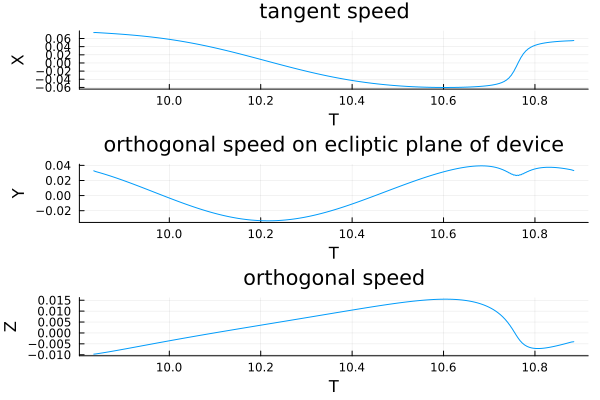 tangent speed
X
0.06
0.04
0.02
0.00
−0.02
−0.04
−0.06
10.0 10.2 10.4 10.6 10.8
T
orthogonal speed on ecliptic plane of device
Y
0.04
0.02
0.00
−0.02
10.0 10.2 10.4 10.6 10.8
T
orthogonal speed
Z
0.015
0.010
0.005
0.000
−0.005
−0.010
10.0 10.2 10.4 10.6 10.8
T